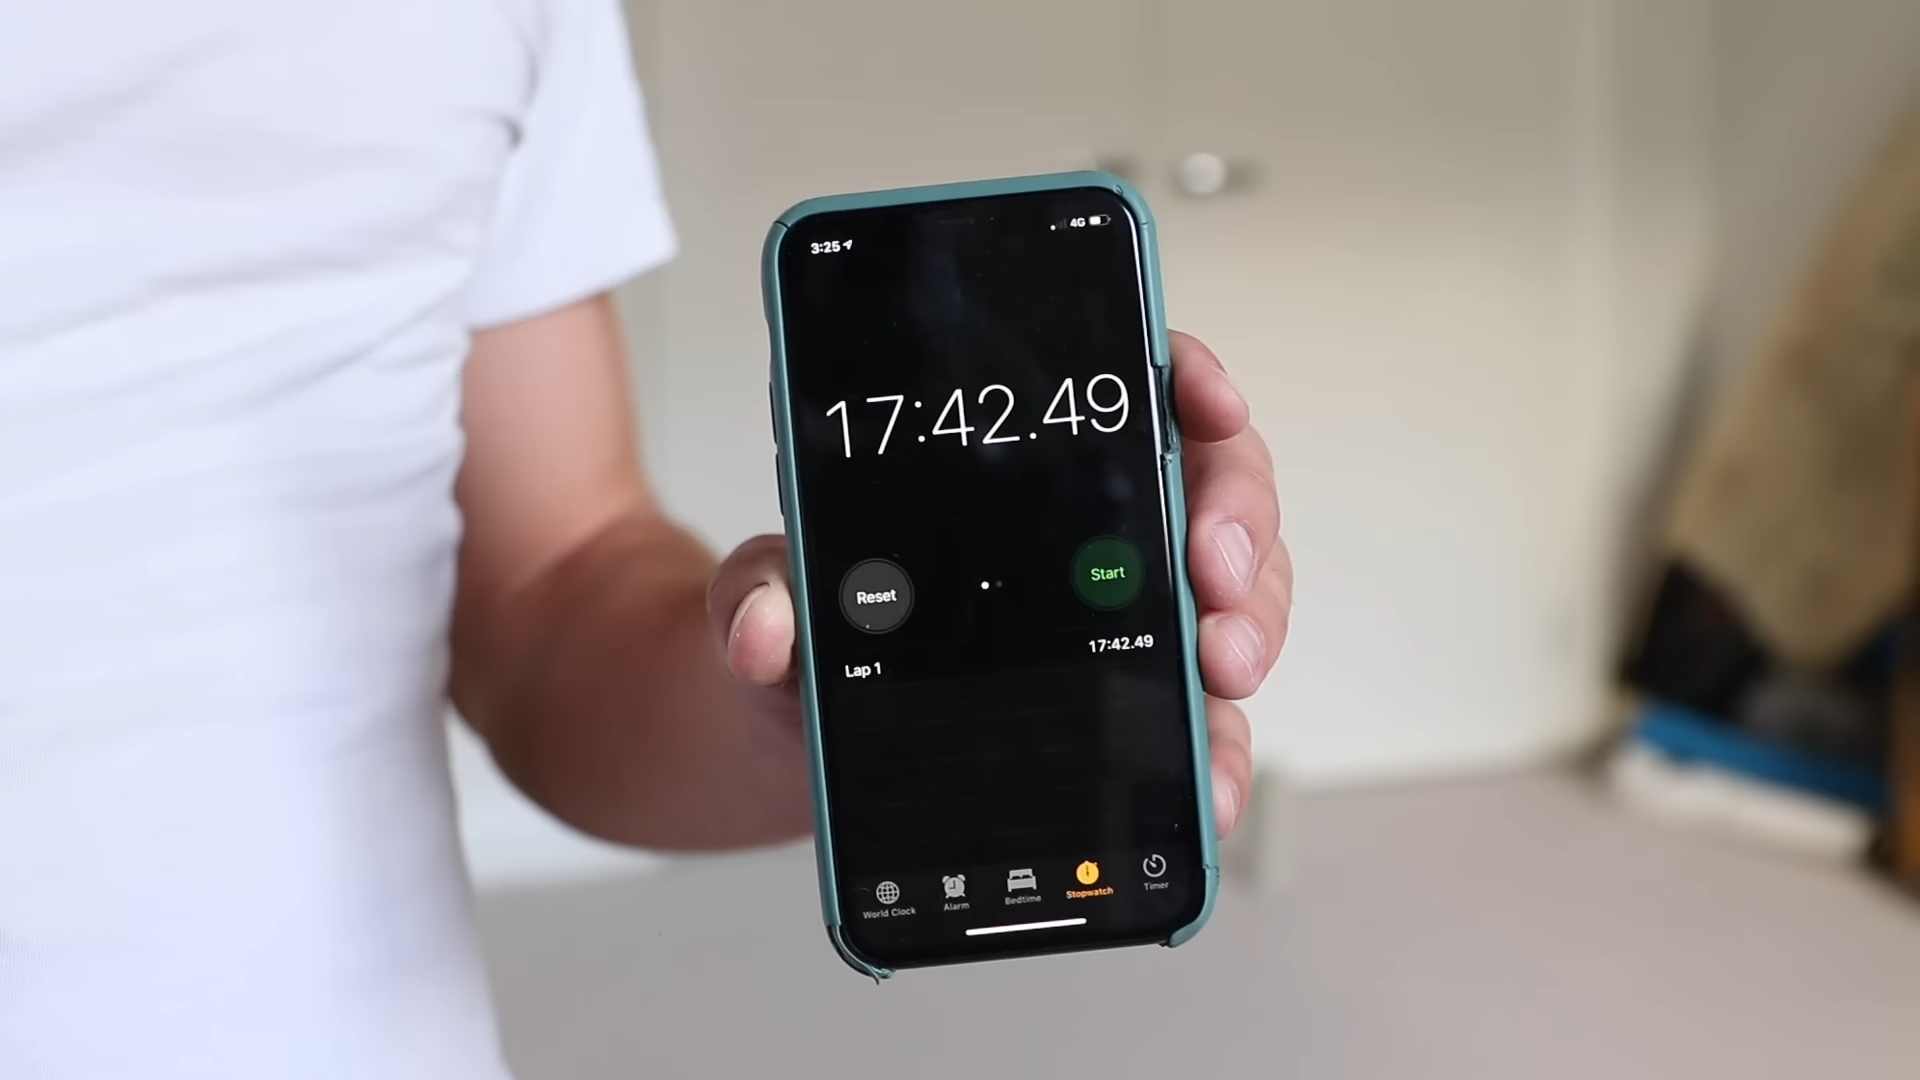 3:25 4G
17:42.49
Reset Start
Lap 1 17:42.49
World Clock Alarm Bedtime Stopwatch Timer